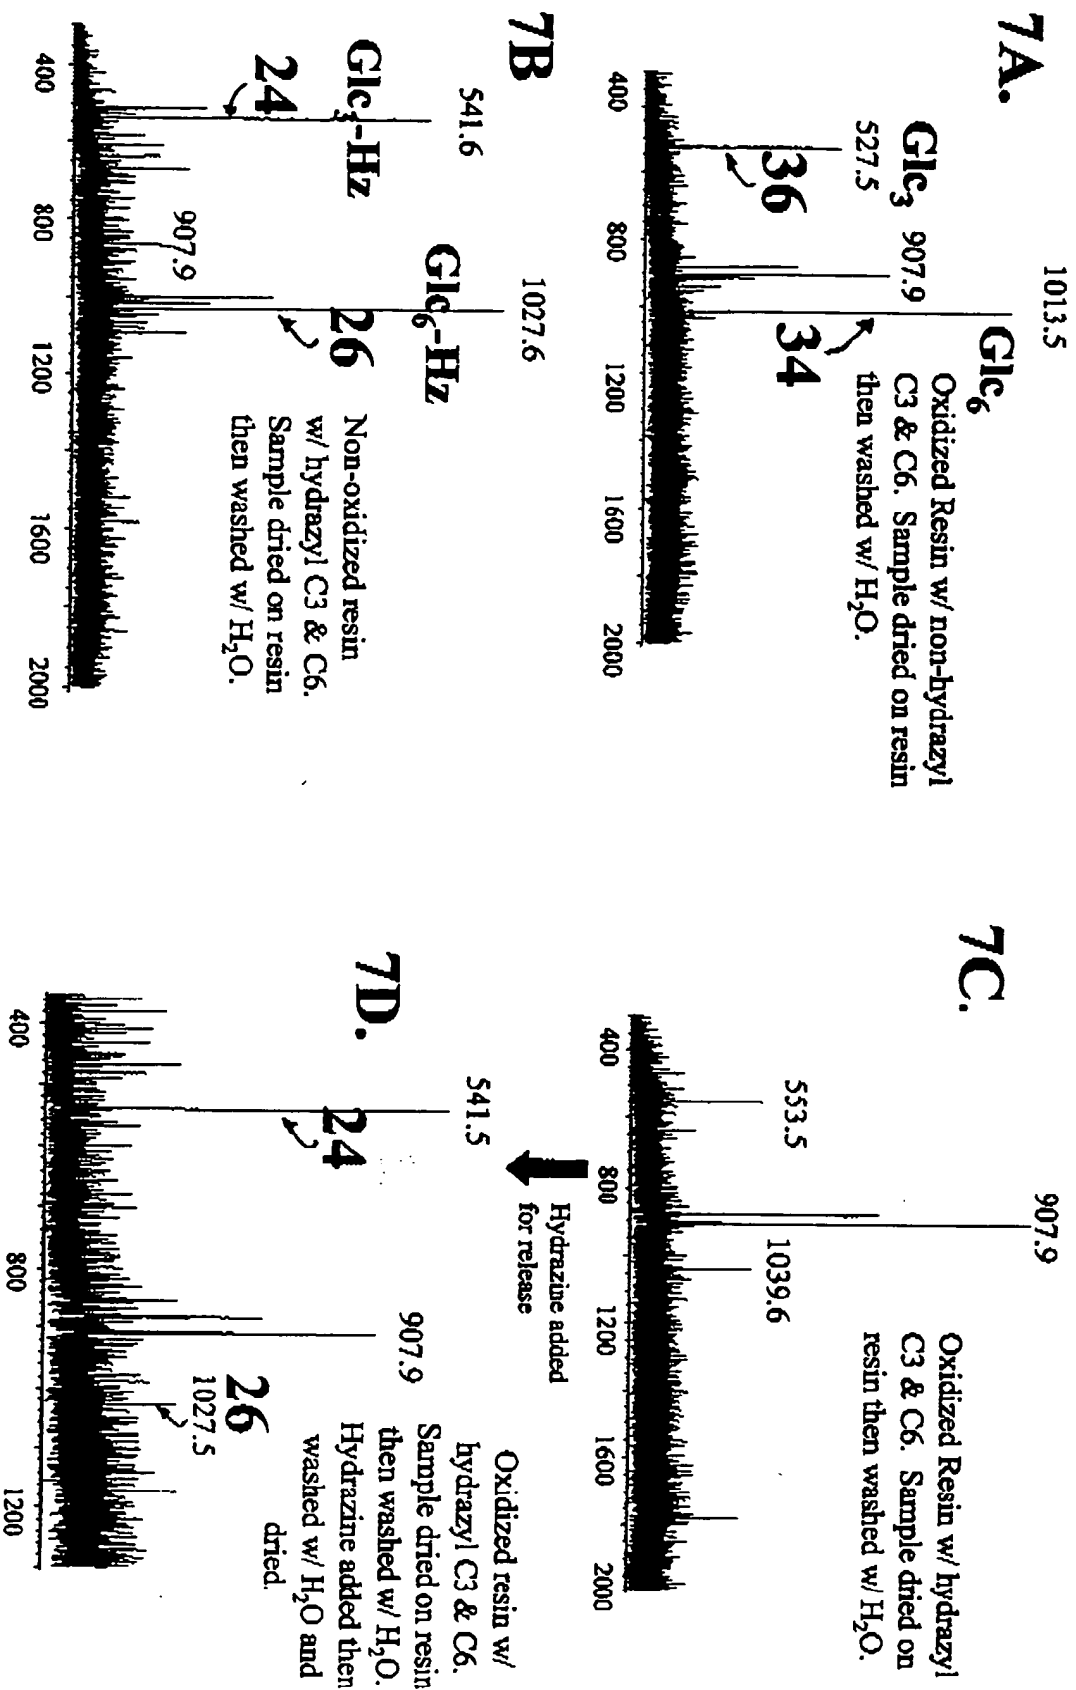 7A.
1013.5
Glc6
Glc3
907.9
527.5
36
34
Oxidized Resin w/ non-hydrazyl
C3 & C6. Sample dried on resin
then washed w/ H2O.
400
800
1200
1600
2000
7B
541.6
1027.6
Glc3-Hz
Glc6-Hz
24
26
907.9
Non-oxidized resin
w/ hydrazyl C3 & C6.
Sample dried on resin
then washed w/ H2O.
400
800
1200
1600
2000
7C.
907.9
553.5
1039.6
Oxidized Resin w/ hydrazyl
C3 & C6. Sample dried on
resin then washed w/ H2O.
400
800
1200
1600
2000
Hydrazine added
for release
7D.
541.5
24
907.9
26
1027.5
Oxidized resin w/
hydrazyl C3 & C6.
Sample dried on resin
then washed w/ H2O.
Hydrazine added then
washed w/ H2O and
dried.
400
800
1200